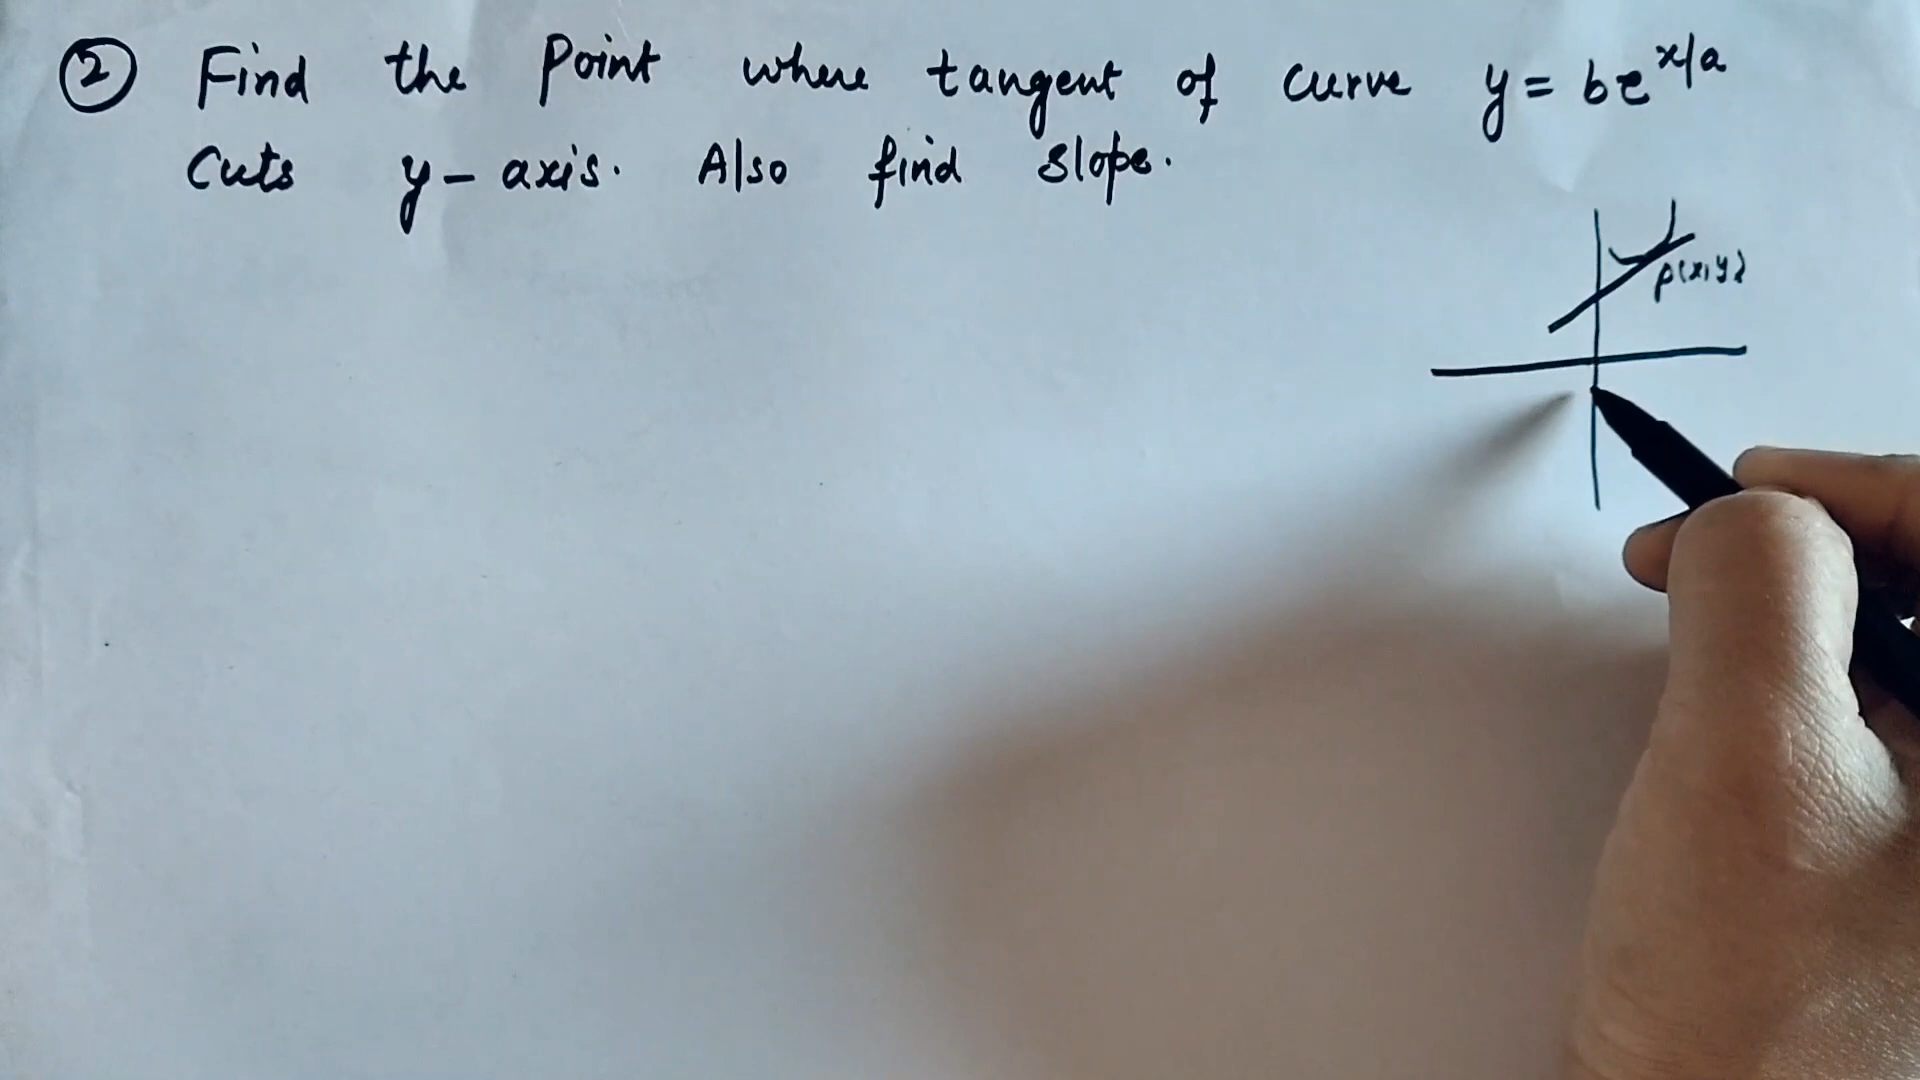 ② Find the Point where tangent of curve y = be^x/a
Cuts y-axis. Also find slope.
P(x,y)